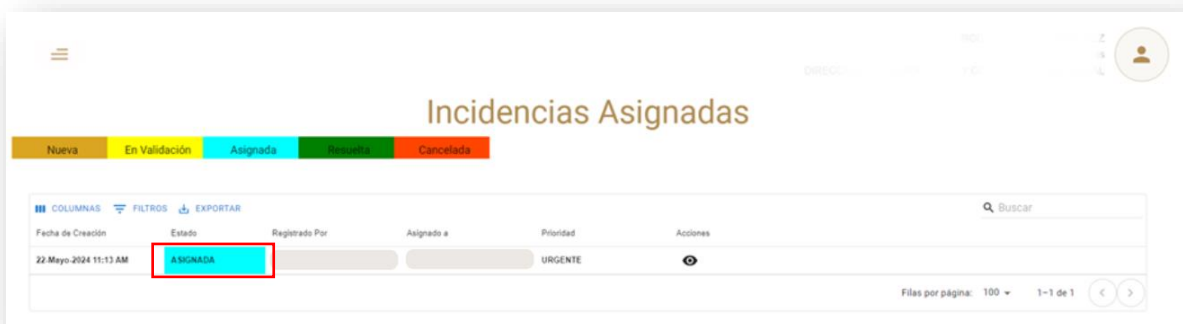 Incidencias Asignadas
Nueva En Validación Asignada Resuelta Cancelada
COLUMNAS FILTROS EXPORTAR Buscar
Fecha de Creación Estado Registrado Por Asignado a Prioridad Acciones
22-Mayo-2024 11:13 AM ASIGNADA URGENTE
Filas por página: 100 1–1 de 1